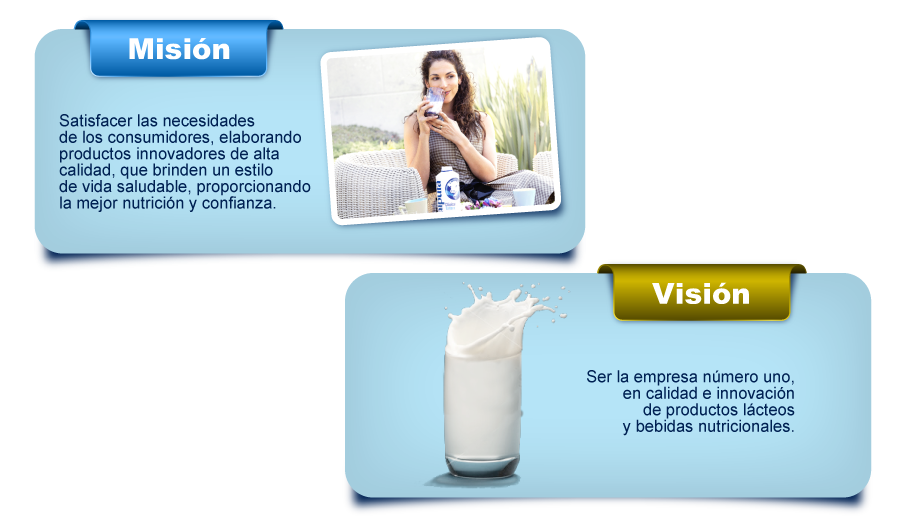 Misión
Satisfacer las necesidades
de los consumidores, elaborando
productos innovadores de alta
calidad, que brinden un estilo
de vida saludable, proporcionando
la mejor nutrición y confianza.
Visión
Ser la empresa número uno,
en calidad e innovación
de productos lácteos
y bebidas nutricionales.